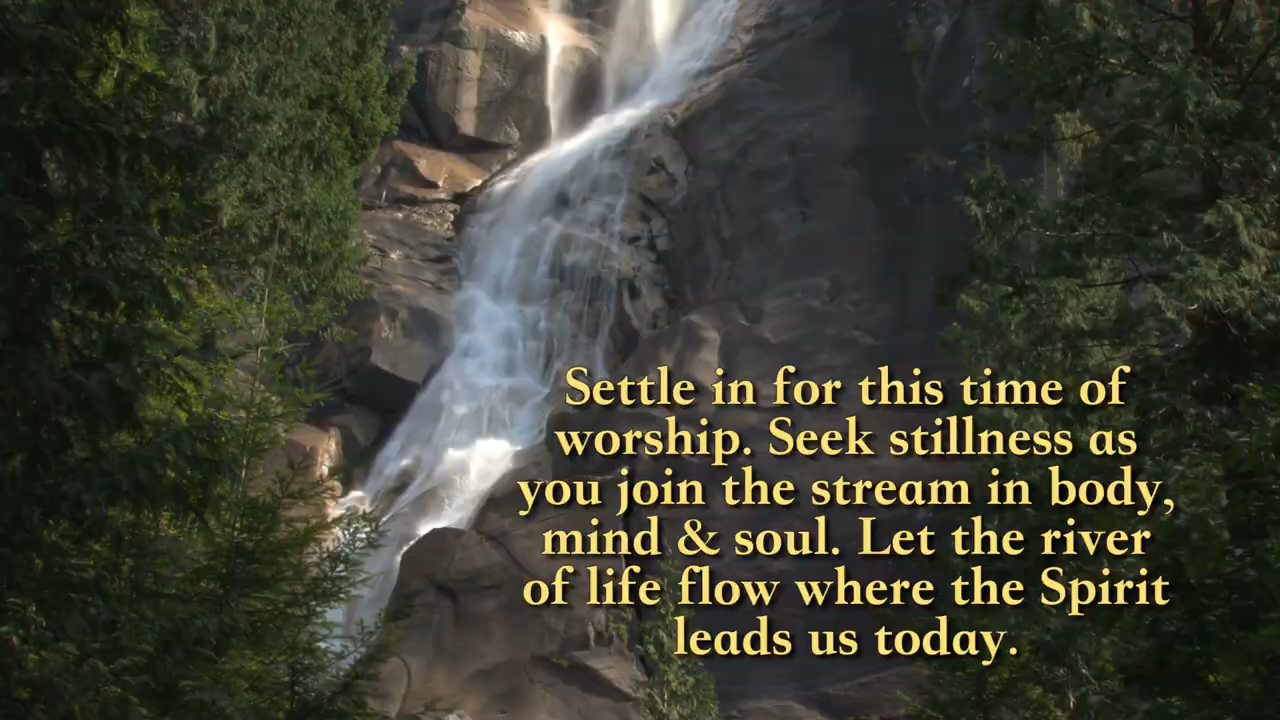 Settle in for this time of
worship. Seek stillness as
you join the stream in body,
mind & soul. Let the river
of life flow where the Spirit
leads us today.